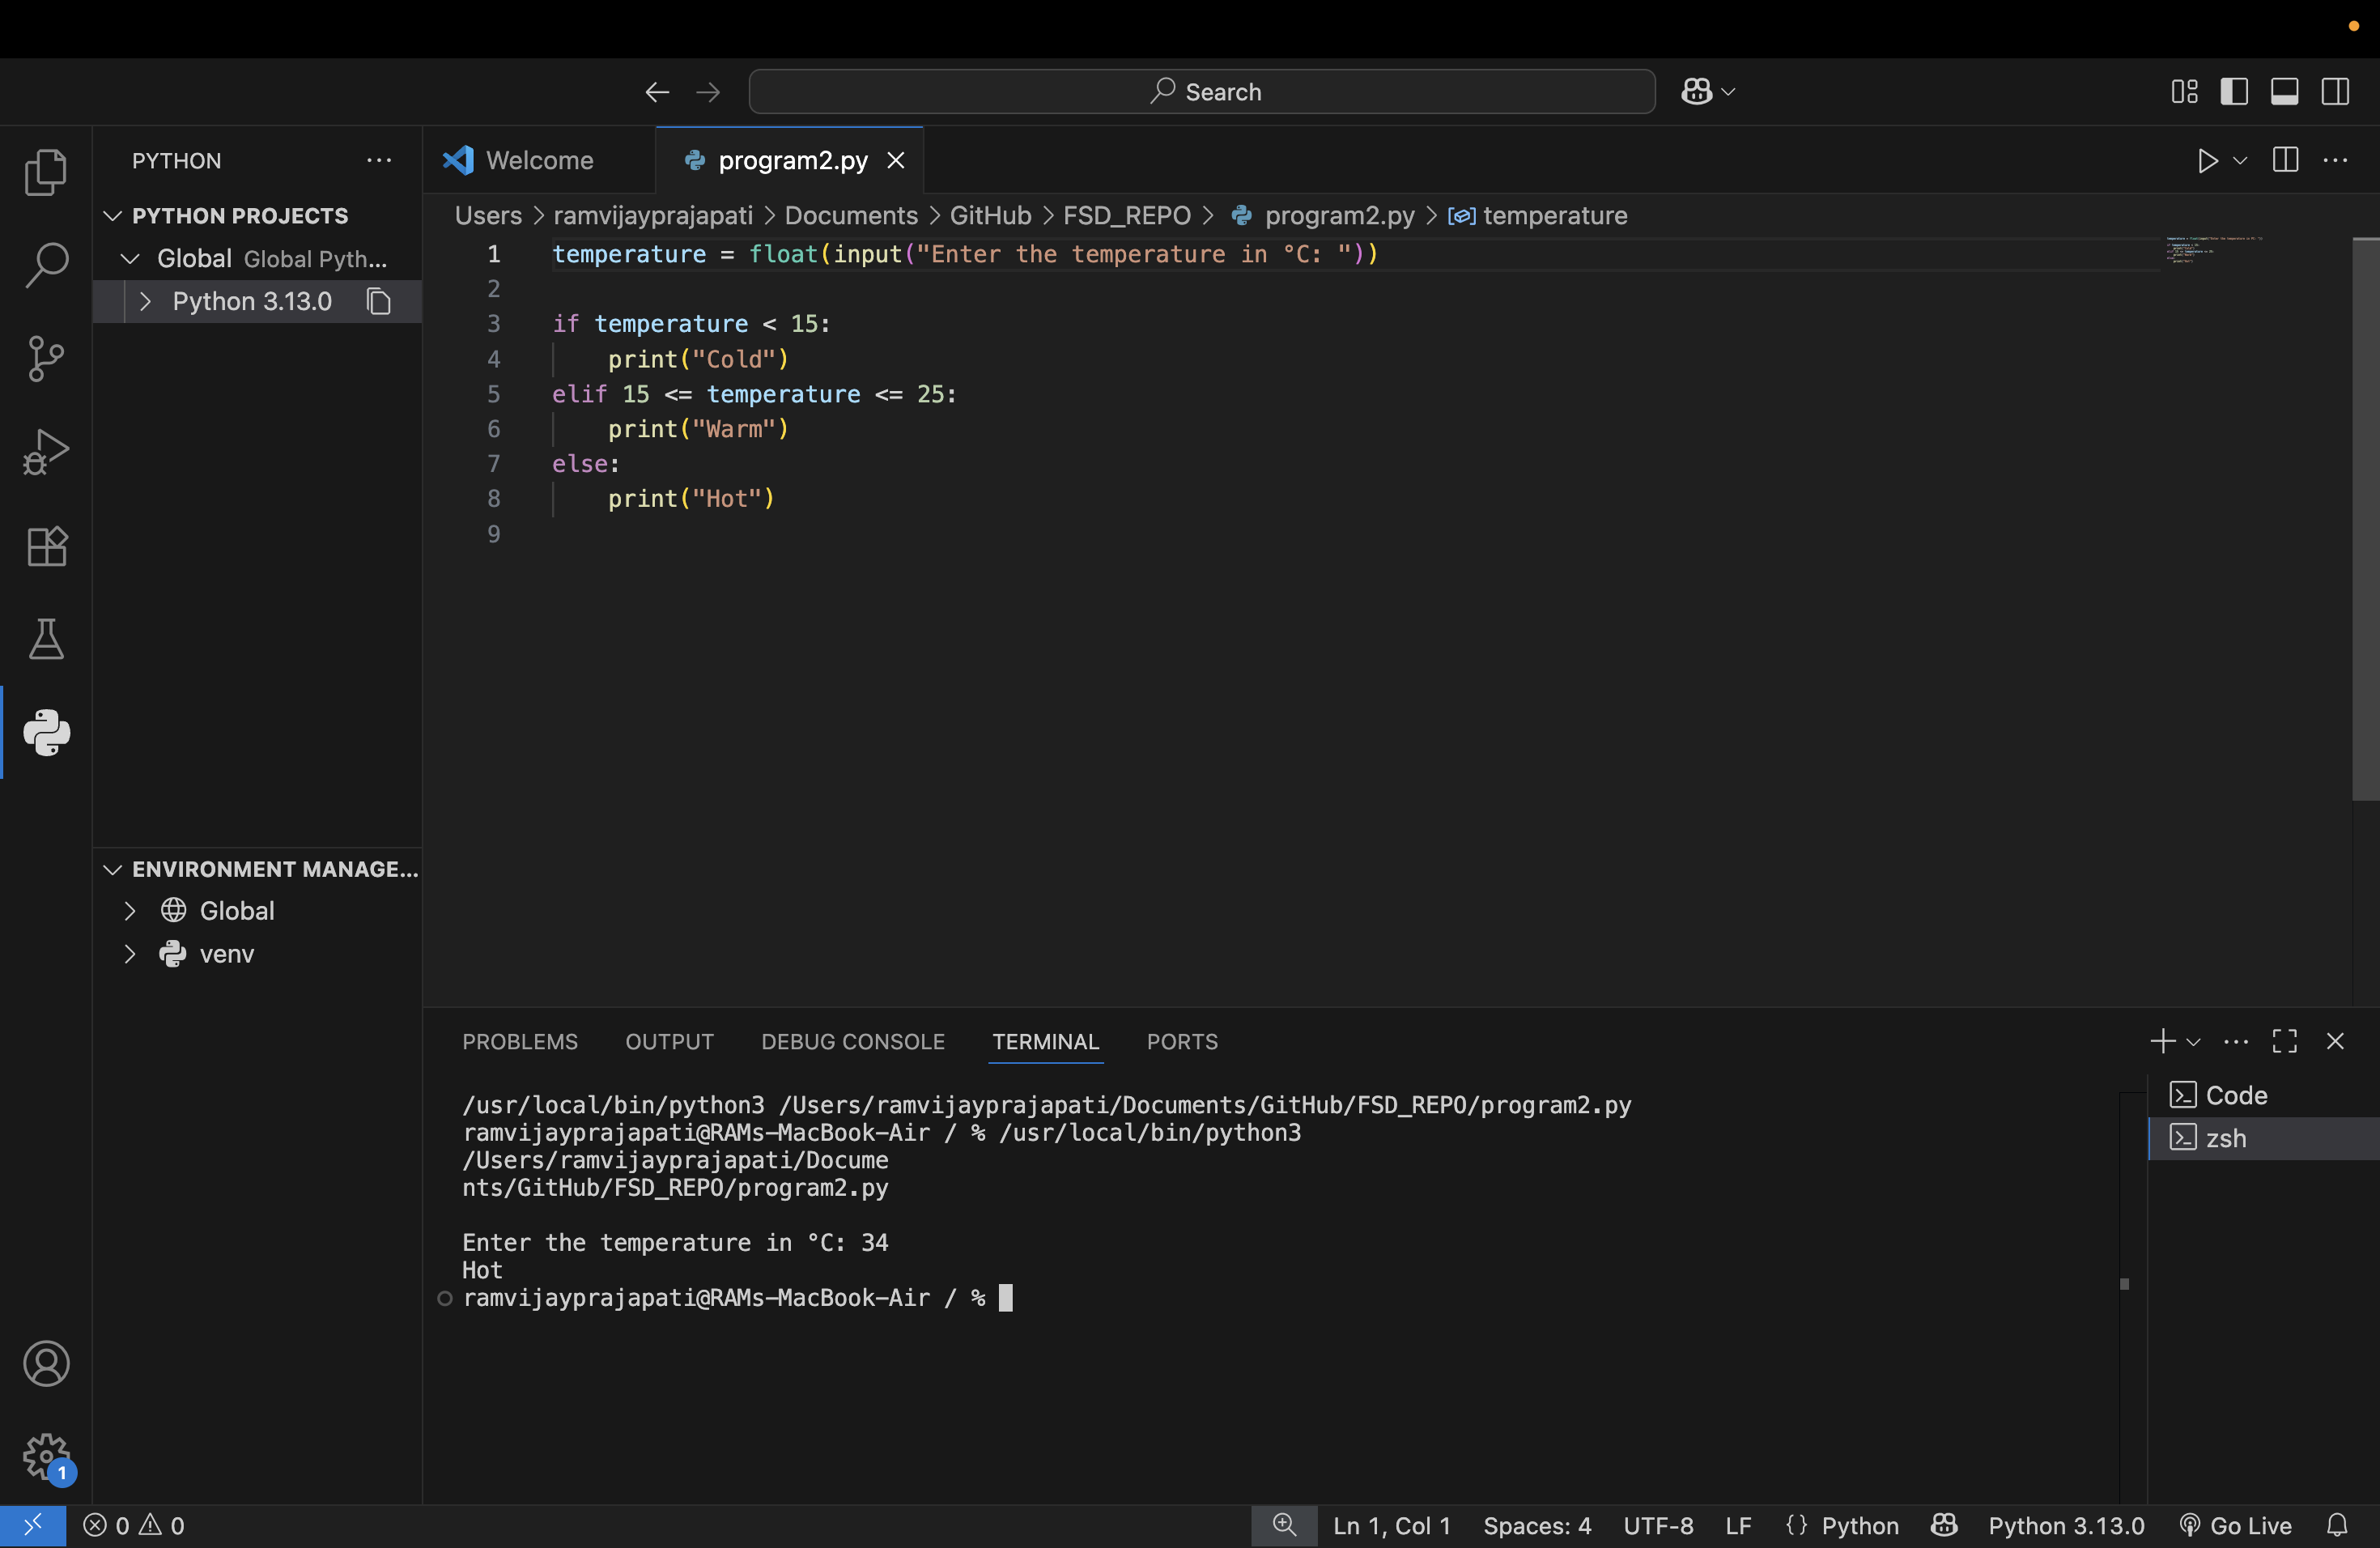 Search
PYTHON
PYTHON PROJECTS
Global Global Pyth...
Python 3.13.0
ENVIRONMENT MANAGE...
Global
venv
Welcome
program2.py
Users > ramvijayprajapati > Documents > GitHub > FSD_REPO > program2.py > temperature
1 temperature = float(input("Enter the temperature in °C: "))
2
3 if temperature < 15:
4     print("Cold")
5 elif 15 <= temperature <= 25:
6     print("Warm")
7 else:
8     print("Hot")
9
PROBLEMS OUTPUT DEBUG CONSOLE TERMINAL PORTS
/usr/local/bin/python3 /Users/ramvijayprajapati/Documents/GitHub/FSD_REPO/program2.py
ramvijayprajapati@RAMs-MacBook-Air / % /usr/local/bin/python3
/Users/ramvijayprajapati/Docume
nts/GitHub/FSD_REPO/program2.py
Enter the temperature in °C: 34
Hot
ramvijayprajapati@RAMs-MacBook-Air / %
Code
zsh
1
0 0 Ln 1, Col 1 Spaces: 4 UTF-8 LF {} Python Python 3.13.0 Go Live